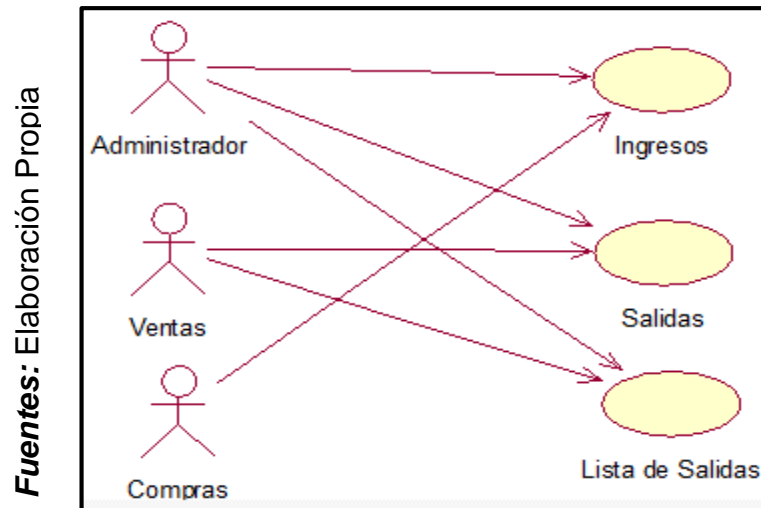 Fuentes: Elaboración Propia
Administrador
Ingresos
Ventas
Salidas
Compras
Lista de Salidas